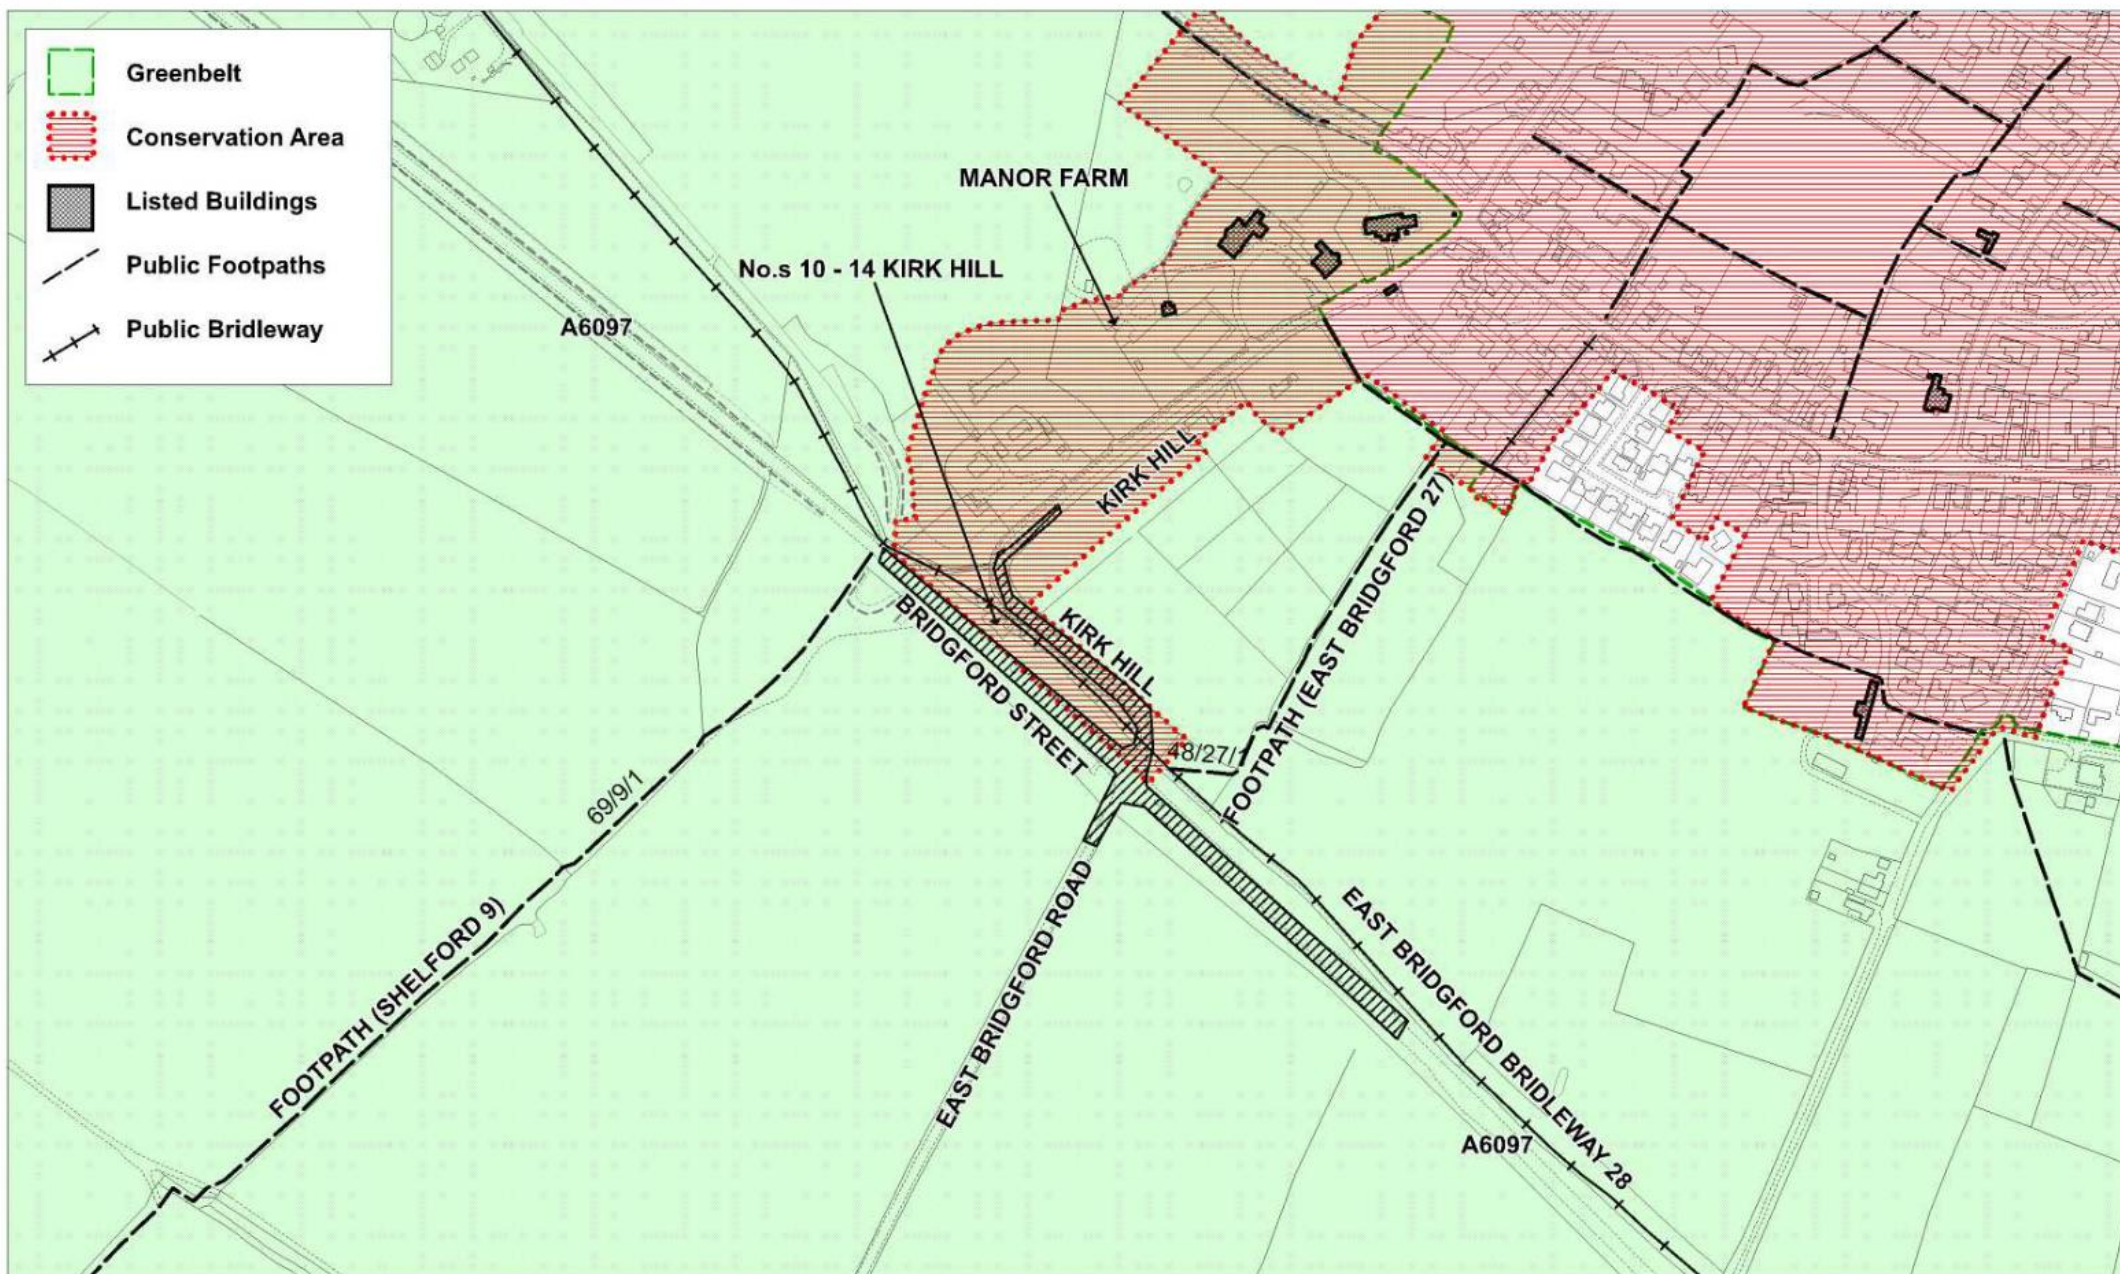 Greenbelt
Conservation Area
Listed Buildings
Public Footpaths
Public Bridleway
MANOR FARM
No.s 10 - 14 KIRK HILL
A6097
KIRK HILL
KIRK HILL
BRIDGFORD STREET
FOOTPATH (EAST BRIDGFORD 27)
48/27/1
69/9/1
FOOTPATH (SHELFORD 9)
EAST BRIDGFORD ROAD
EAST BRIDGFORD BRIDLEWAY 28
A6097